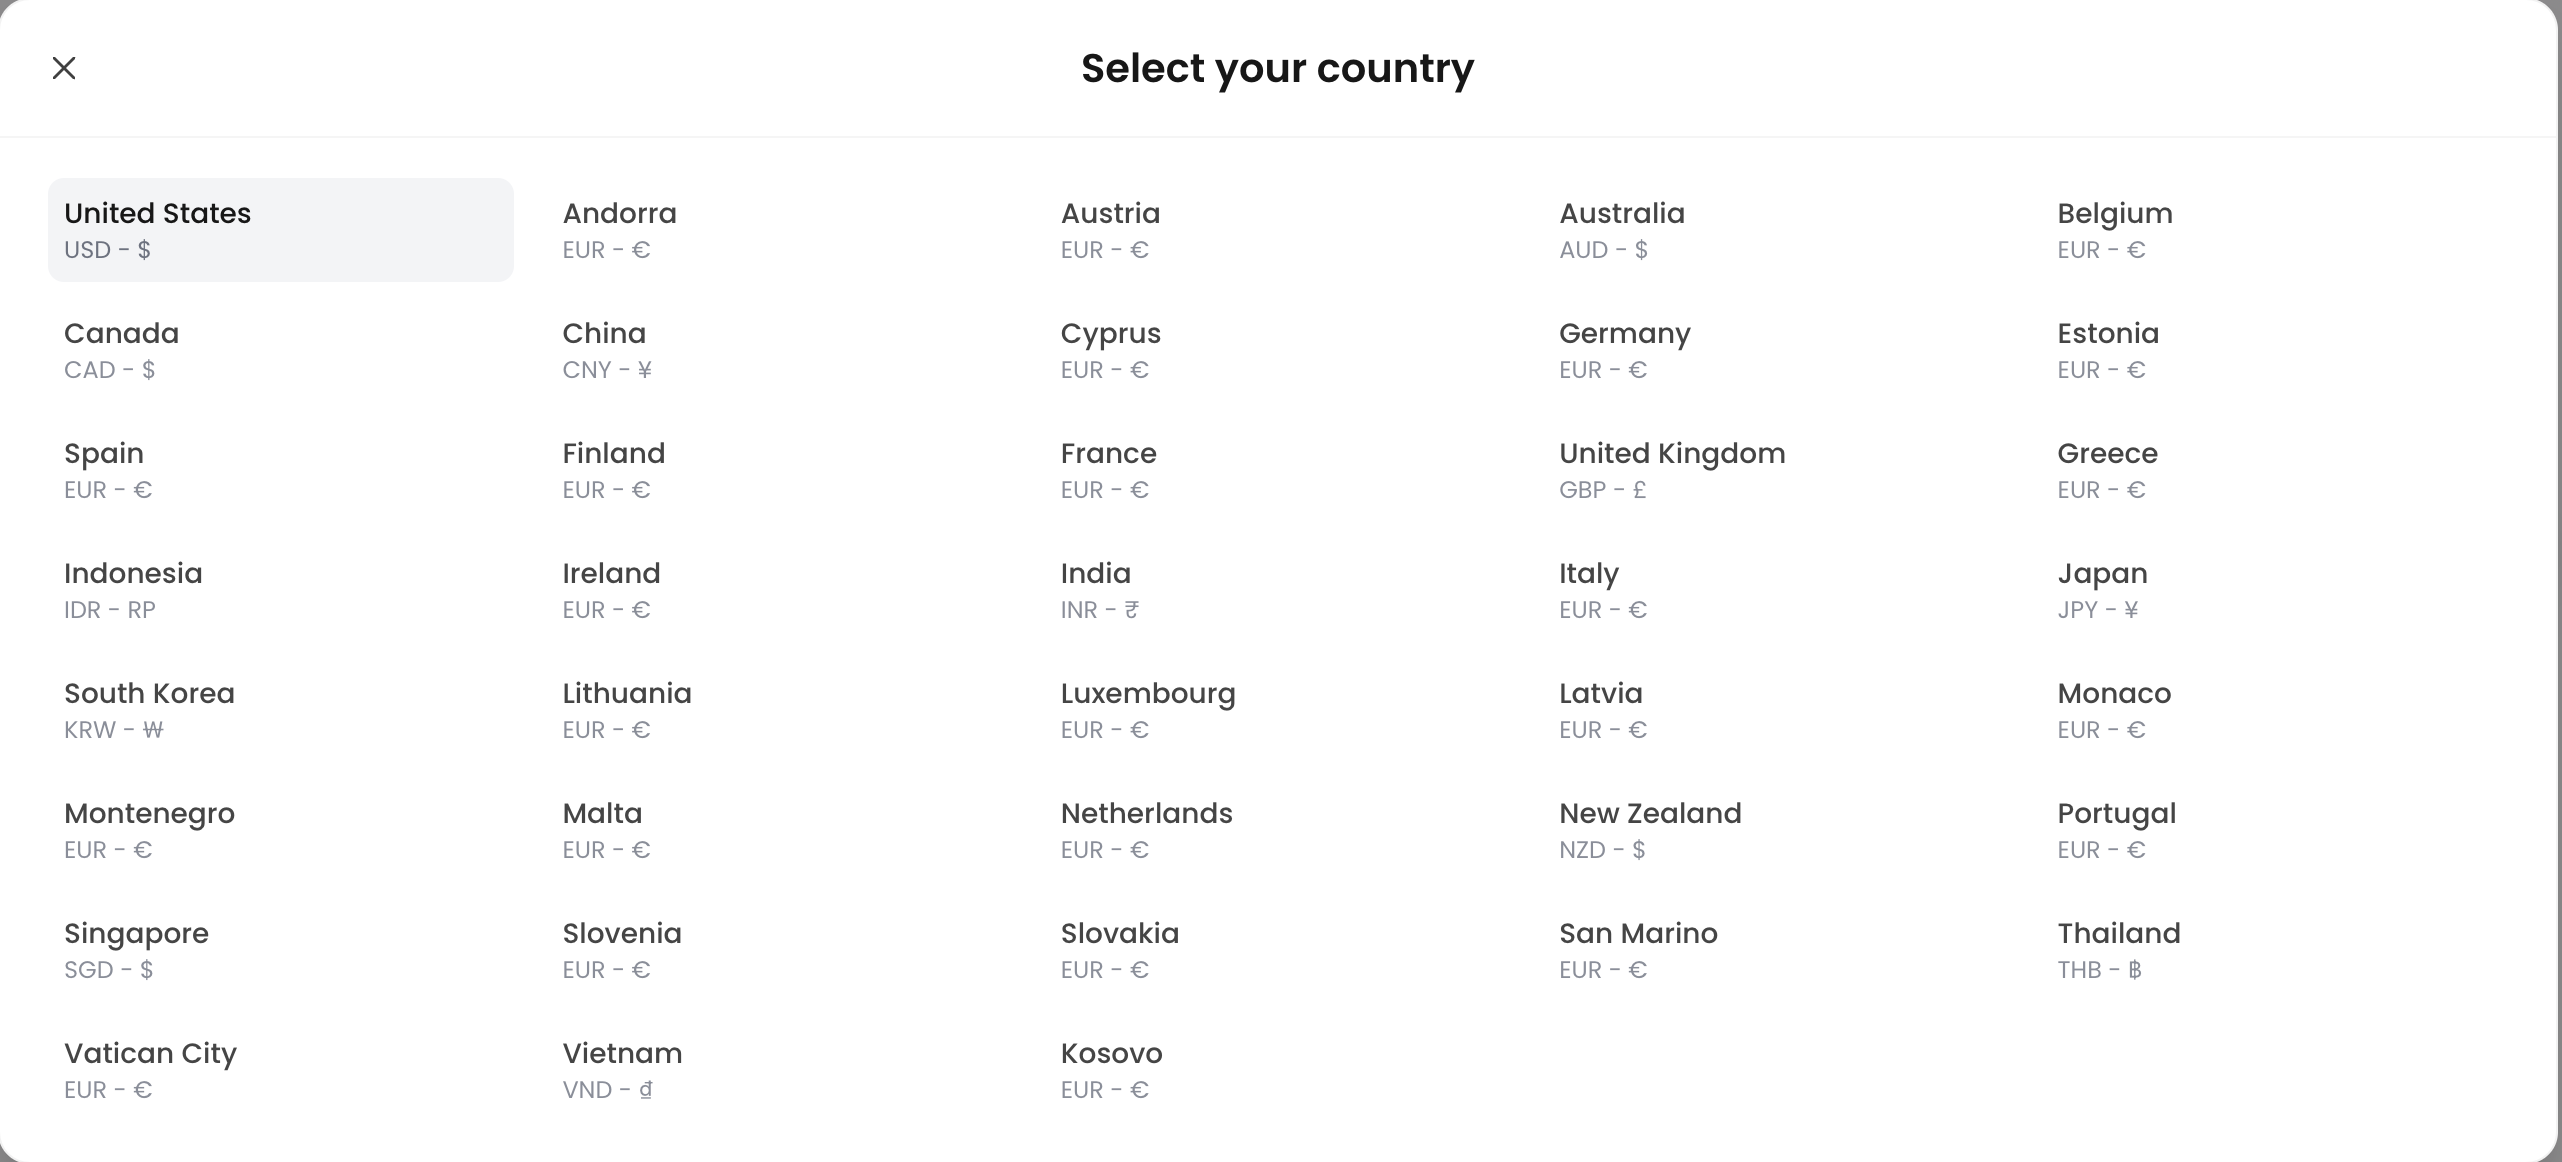 Select your country
United States
USD - $
Andorra
EUR - €
Austria
EUR - €
Australia
AUD - $
Belgium
EUR - €
Canada
CAD - $
China
CNY - ¥
Cyprus
EUR - €
Germany
EUR - €
Estonia
EUR - €
Spain
EUR - €
Finland
EUR - €
France
EUR - €
United Kingdom
GBP - £
Greece
EUR - €
Indonesia
IDR - RP
Ireland
EUR - €
India
INR - ₹
Italy
EUR - €
Japan
JPY - ¥
South Korea
KRW - ₩
Lithuania
EUR - €
Luxembourg
EUR - €
Latvia
EUR - €
Monaco
EUR - €
Montenegro
EUR - €
Malta
EUR - €
Netherlands
EUR - €
New Zealand
NZD - $
Portugal
EUR - €
Singapore
SGD - $
Slovenia
EUR - €
Slovakia
EUR - €
San Marino
EUR - €
Thailand
THB - ฿
Vatican City
EUR - €
Vietnam
VND - ₫
Kosovo
EUR - €